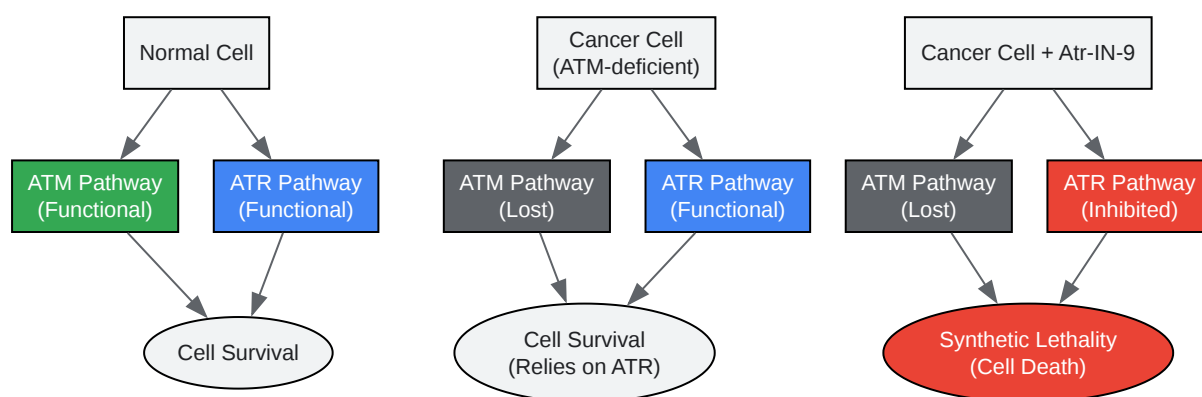 Normal Cell
Cancer Cell
(ATM-deficient)
Cancer Cell + Atr-IN-9
ATM Pathway
(Functional)
ATR Pathway
(Functional)
ATM Pathway
(Lost)
ATR Pathway
(Functional)
ATM Pathway
(Lost)
ATR Pathway
(Inhibited)
Cell Survival
Cell Survival
(Relies on ATR)
Synthetic Lethality
(Cell Death)